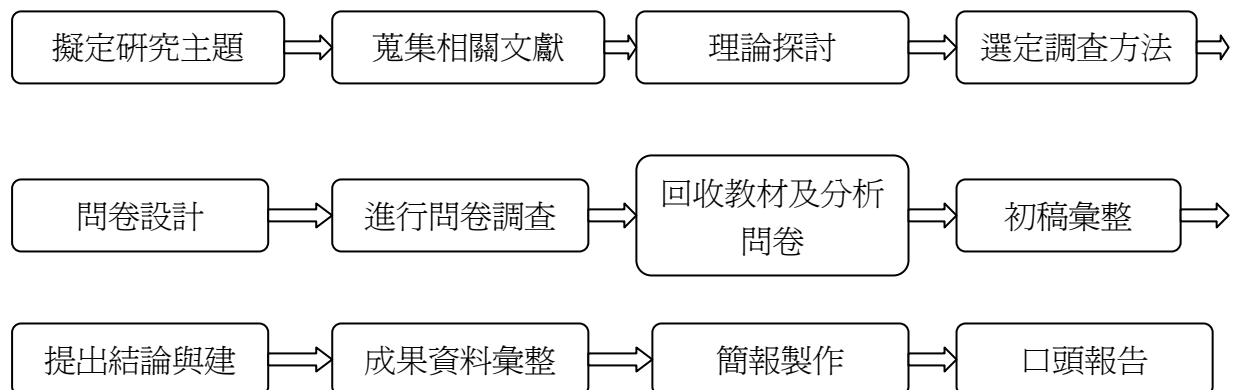 擬定研究主題
蒐集相關文獻
理論探討
選定調查方法
問卷設計
進行問卷調查
回收教材及分析
問卷
初稿彙整
提出結論與建
成果資料彙整
簡報製作
口頭報告